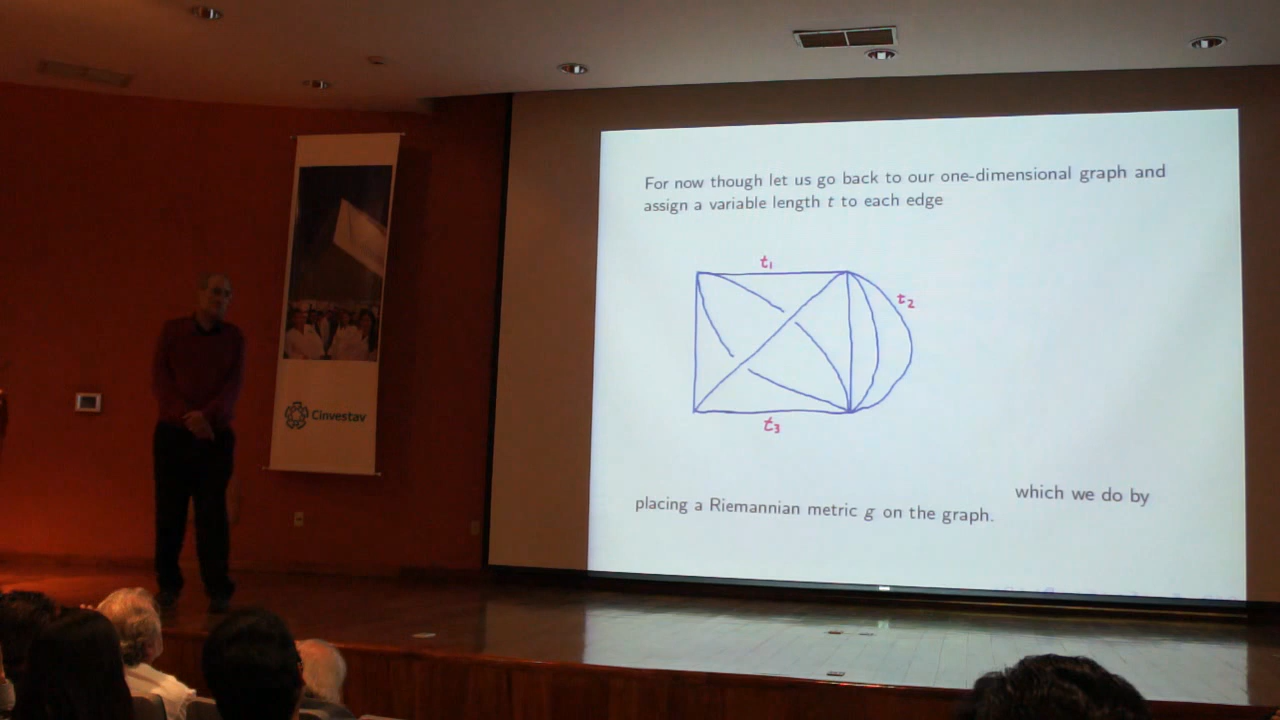 For now though let us go back to our one-dimensional graph and
assign a variable length t to each edge
t₁
t₂
t₃
which we do by
placing a Riemannian metric g on the graph.
Cinvestav